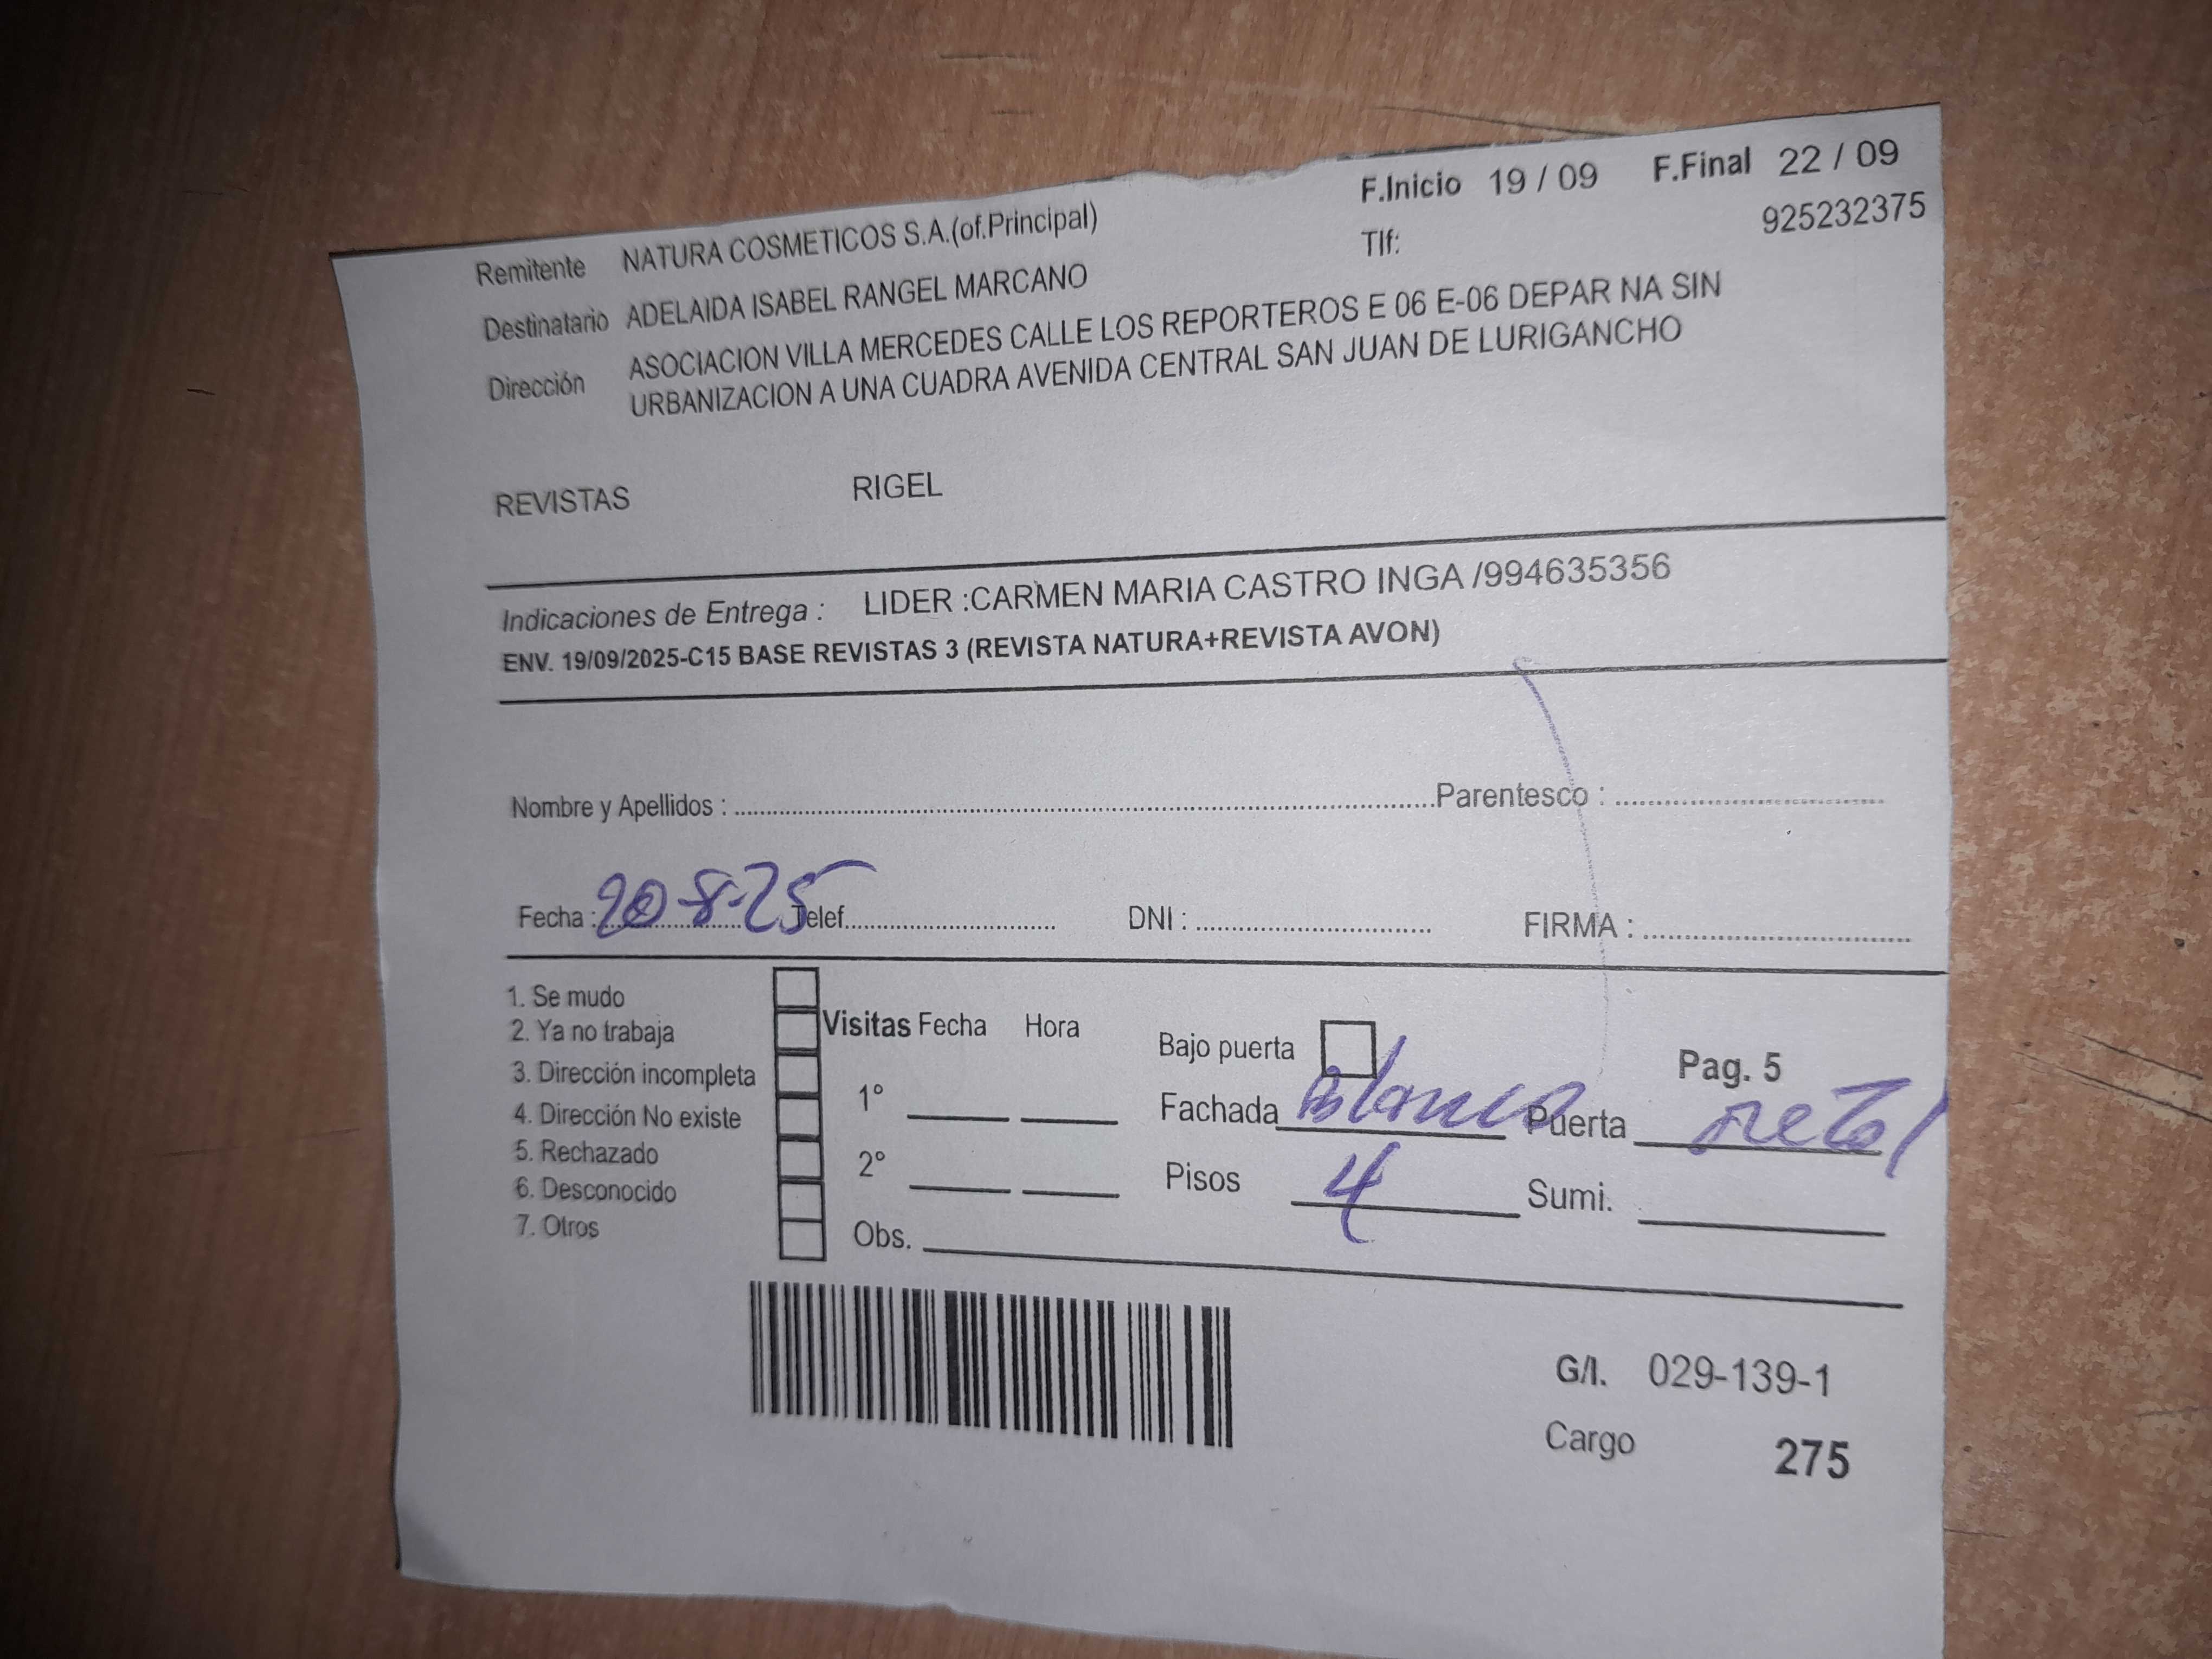 F.Inicio 19 / 09 F.Final 22 / 09
Remitente NATURA COSMETICOS S.A.(of.Principal) Tlf: 925232375
Destinatario ADELAIDA ISABEL RANGEL MARCANO
Dirección ASOCIACION VILLA MERCEDES CALLE LOS REPORTEROS E 06 E-06 DEPAR NA SIN
URBANIZACION A UNA CUADRA AVENIDA CENTRAL SAN JUAN DE LURIGANCHO
REVISTAS RIGEL
Indicaciones de Entrega : LIDER :CARMEN MARIA CASTRO INGA /994635356
ENV. 19/09/2025-C15 BASE REVISTAS 3 (REVISTA NATURA+REVISTA AVON)
Nombre y Apellidos : Parentesco :
Fecha : 20-8-25 Telef. DNI : FIRMA :
1. Se mudo
2. Ya no trabaja
3. Dirección incompleta
4. Dirección No existe
5. Rechazado
6. Desconocido
7. Otros
Visitas Fecha Hora
1°
2°
Obs.
Bajo puerta Pag. 5
Fachada Blanco Puerta metal
Pisos 4 Sumi.
G/I. 029-139-1
Cargo 275